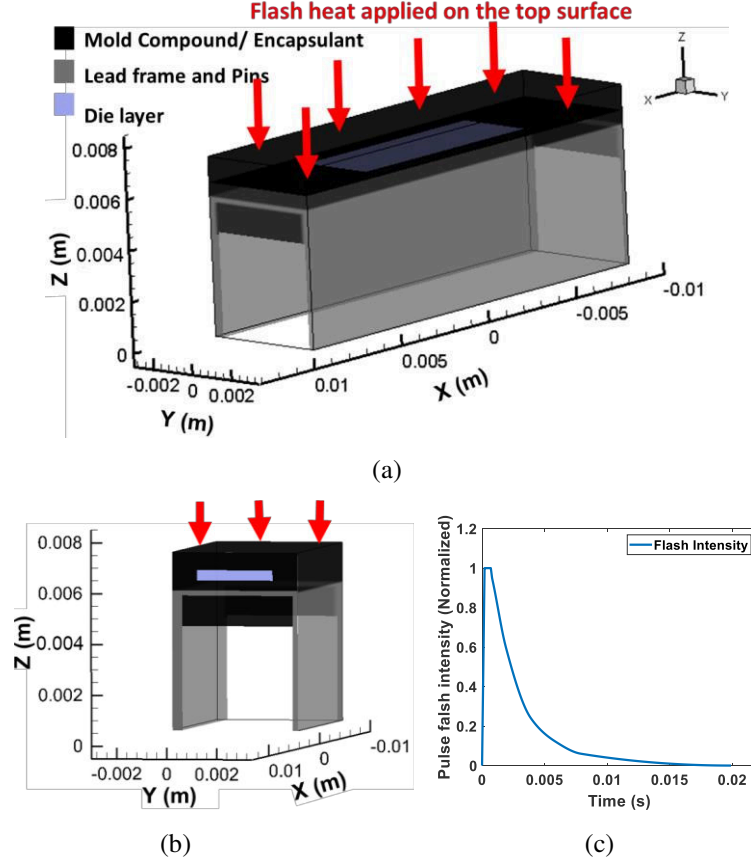 Flash heat applied on the top surface
Mold Compound/ Encapsulant
Lead frame and Pins
Die layer
Z
X
Y
0.008
0.006
0.004
0.002
0
Z (m)
-0.002 0 0.002
Y (m)
0.01
0.005
0
-0.005
-0.01
X (m)
(a)
0.008
0.006
0.004
0.002
0
Z (m)
-0.002 0 0.002
Y (m)
0.01
0
-0.01
X (m)
(b)
1.2
1
0.8
0.6
0.4
0.2
0
Pulse falsh intensity (Normalized)
Flash Intensity
0 0.005 0.01 0.015 0.02
Time (s)
(c)